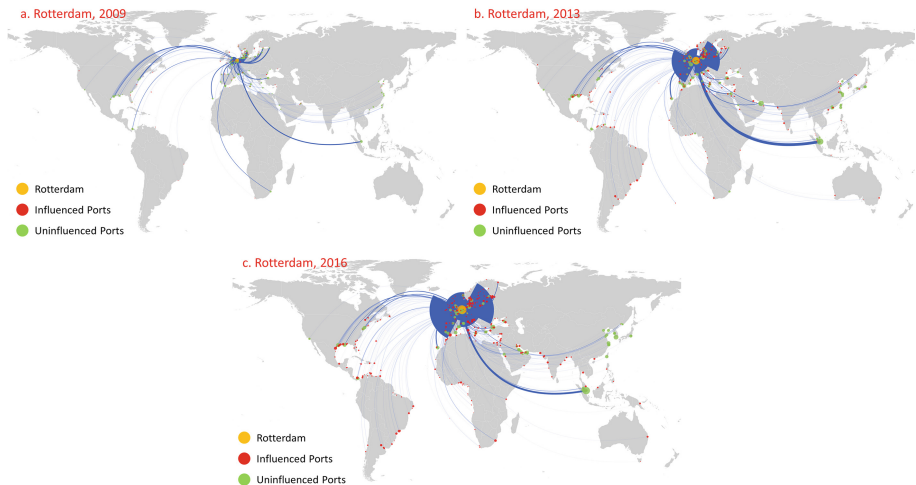 a. Rotterdam, 2009
Rotterdam
Influenced Ports
Uninfluenced Ports
b. Rotterdam, 2013
Rotterdam
Influenced Ports
Uninfluenced Ports
c. Rotterdam, 2016
Rotterdam
Influenced Ports
Uninfluenced Ports